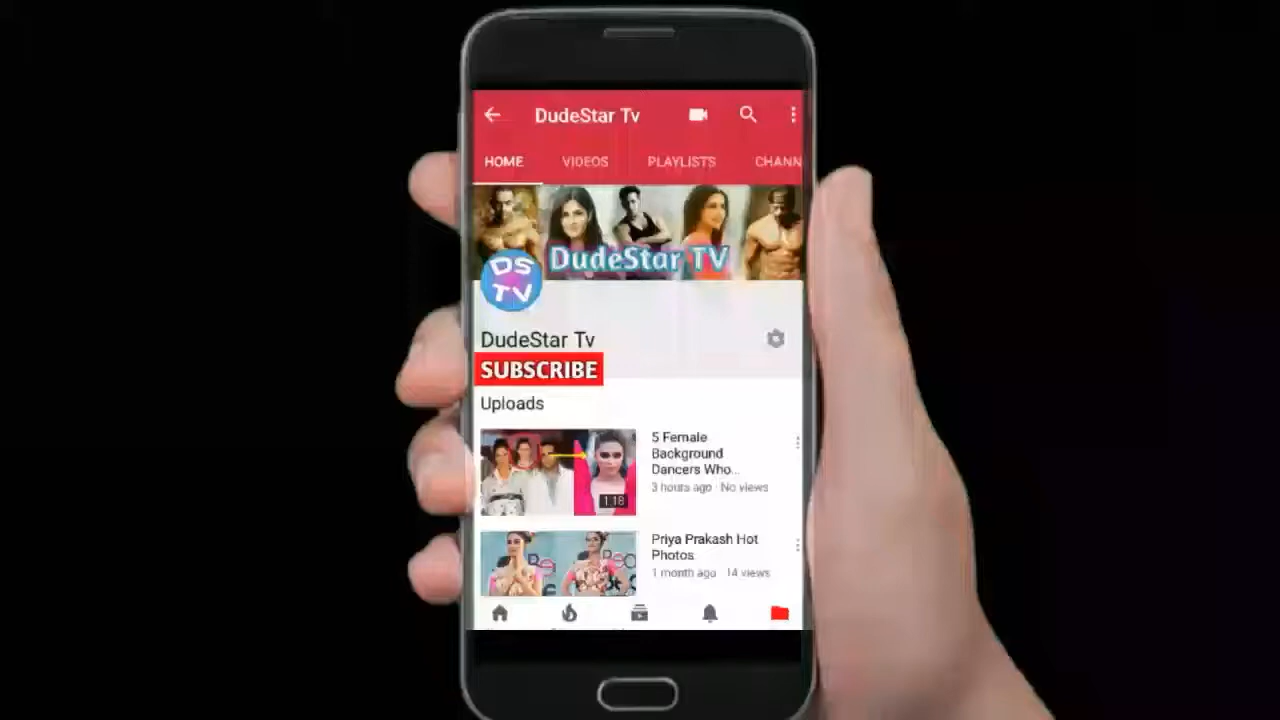 DudeStar Tv
HOME VIDEOS PLAYLISTS CHANN
DudeStar TV
DS
TV
DudeStar Tv
SUBSCRIBE
Uploads
5 Female
Background
Dancers Who...
3 hours ago · No views
1:18
Priya Prakash Hot
Photos
1 month ago · 14 views